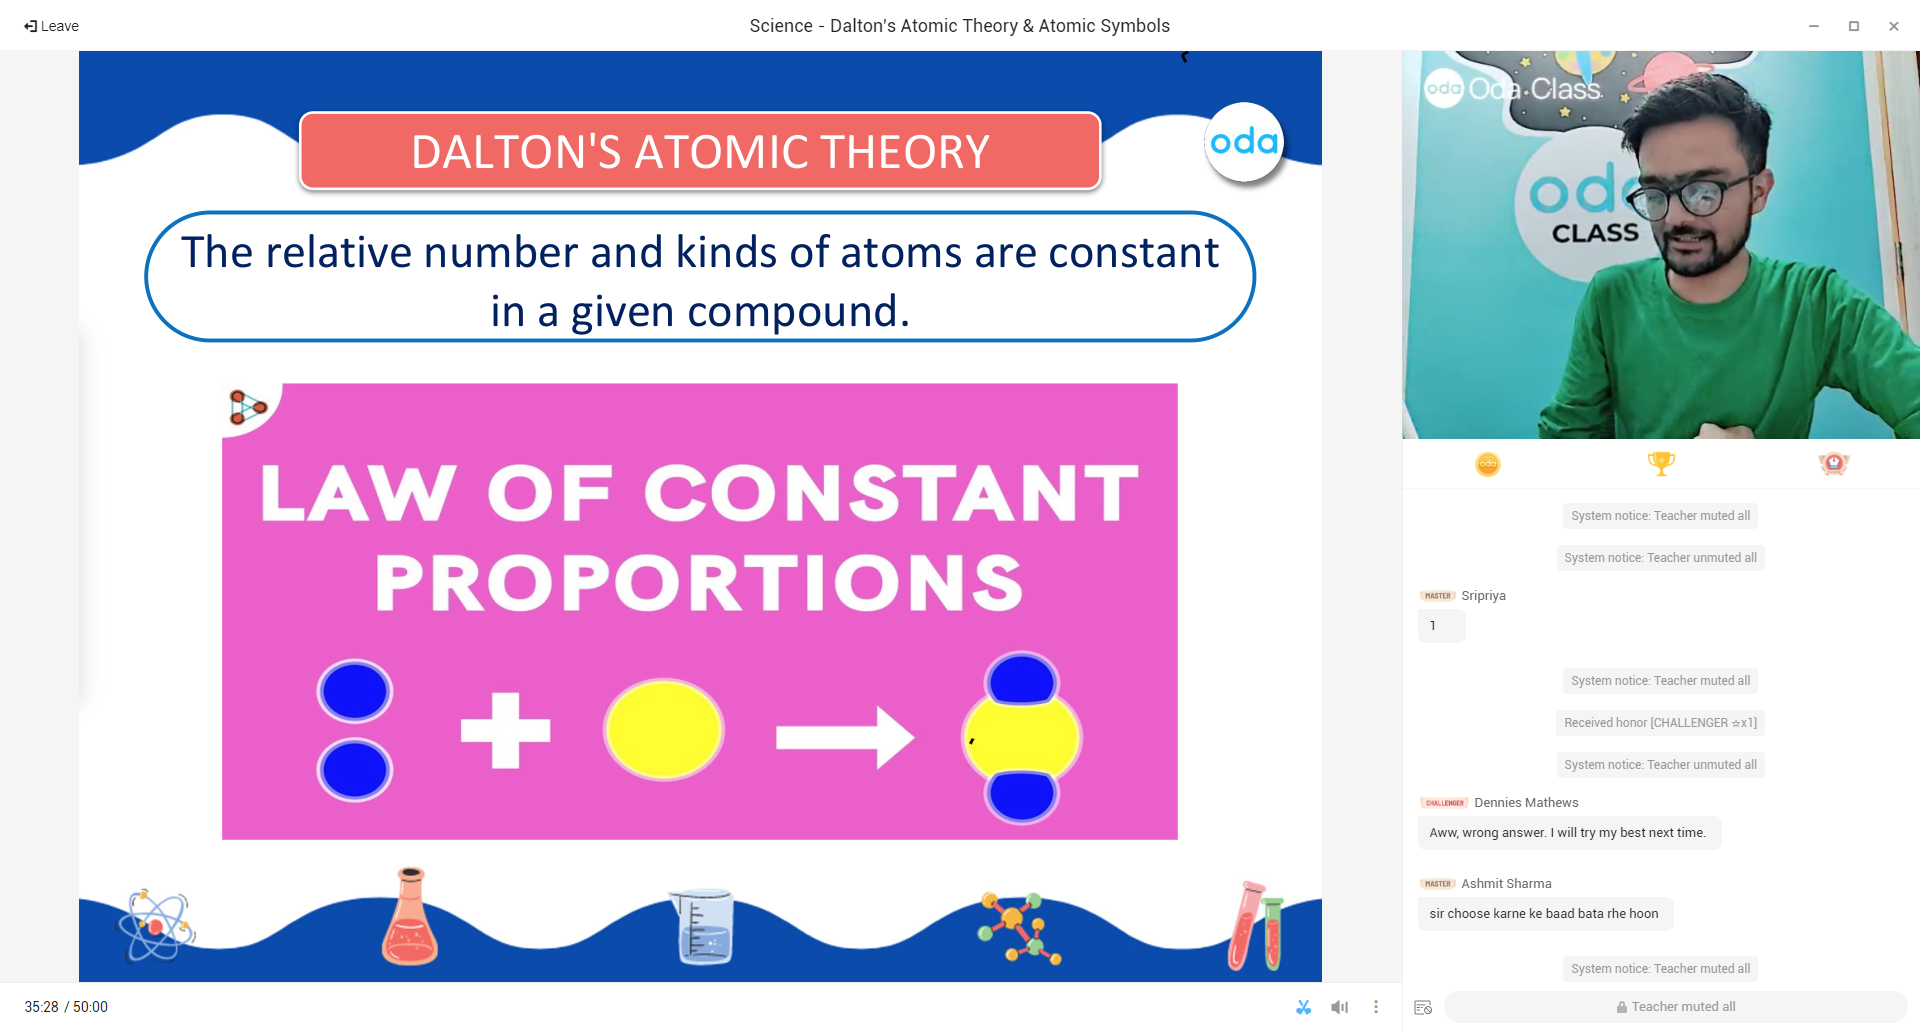 Leave
Science - Dalton's Atomic Theory & Atomic Symbols
DALTON'S ATOMIC THEORY
oda
The relative number and kinds of atoms are constant
in a given compound.
LAW OF CONSTANT
PROPORTIONS
35:28 / 50:00
oda Oda Class
oda
CLASS
oda
System notice: Teacher muted all
System notice: Teacher unmuted all
MASTER Sripriya
1
System notice: Teacher muted all
Received honor [CHALLENGER ☆x1]
System notice: Teacher unmuted all
CHALLENGER Dennies Mathews
Aww, wrong answer. I will try my best next time.
MASTER Ashmit Sharma
sir choose karne ke baad bata rhe hoon
System notice: Teacher muted all
Teacher muted all